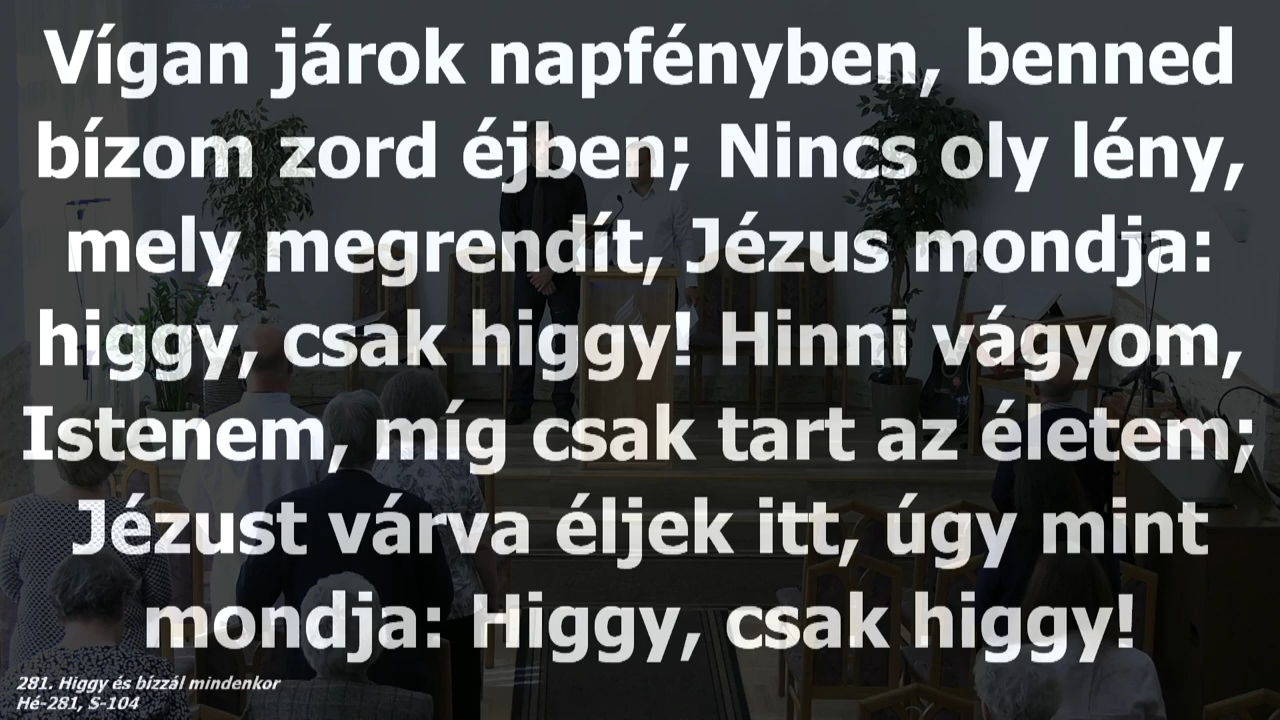 Vígan járok napfényben, benned
bízom zord éjben; Nincs oly lény,
mely megrendít, Jézus mondja:
higgy, csak higgy! Hinni vágyom,
Istenem, míg csak tart az életem;
Jézust várva éljek itt, úgy mint
mondja: Higgy, csak higgy!
281. Higgy és bízzál mindenkor
Hé-281, S-104